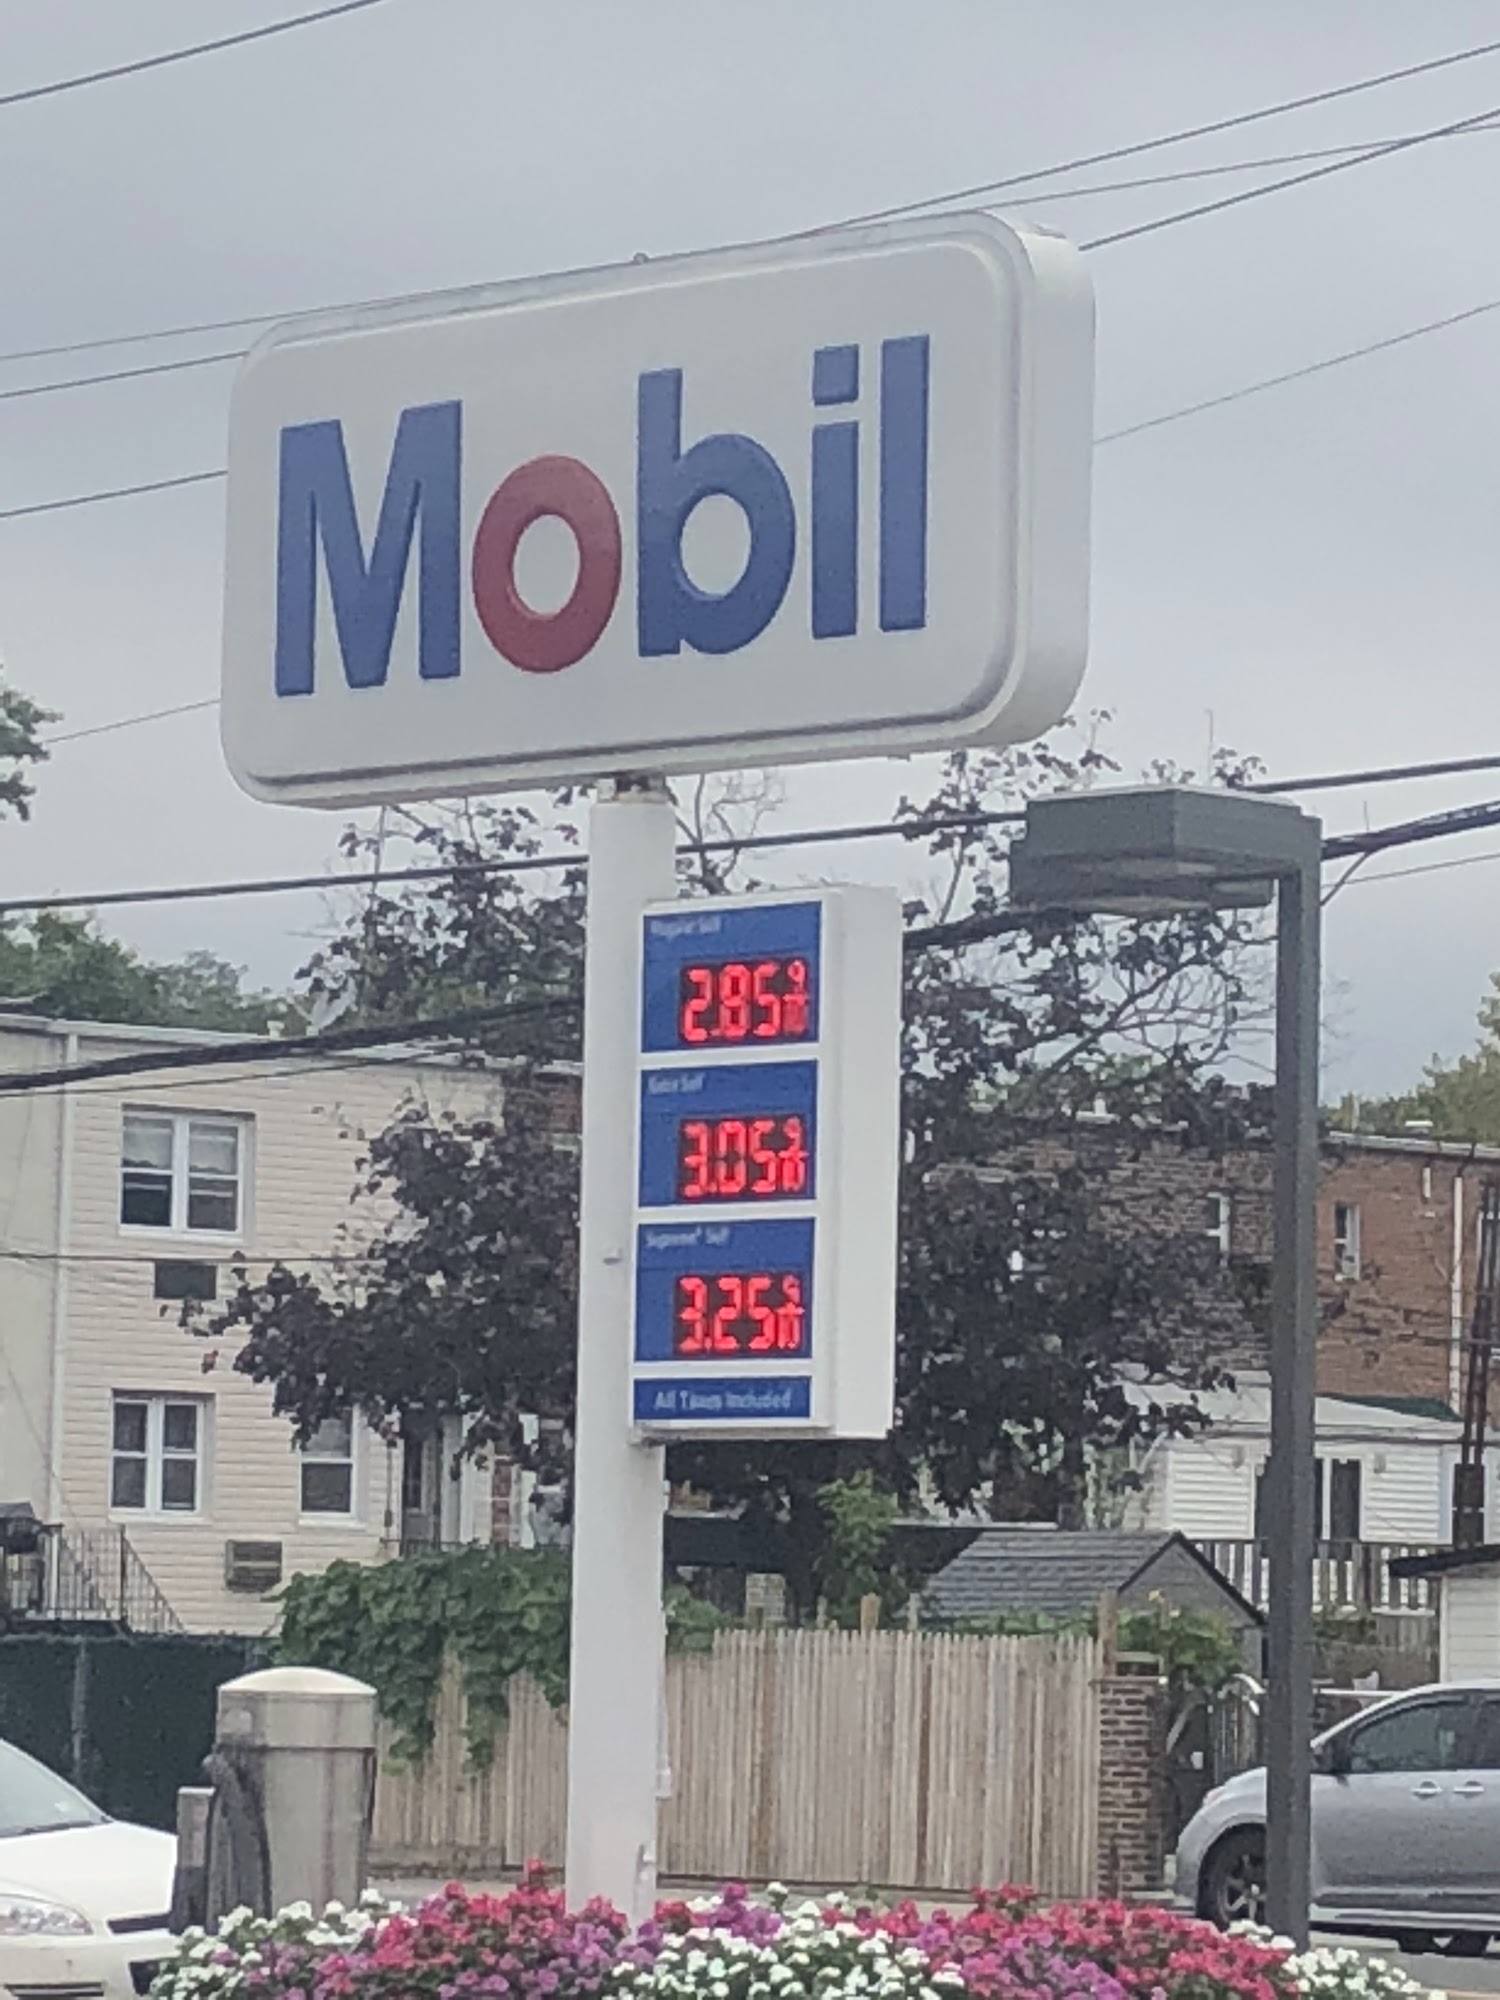 Mobil
Regular Self
2.85 9/10
Extra Self
3.05 9/10
Supreme+ Self
3.25 9/10
All Taxes Included